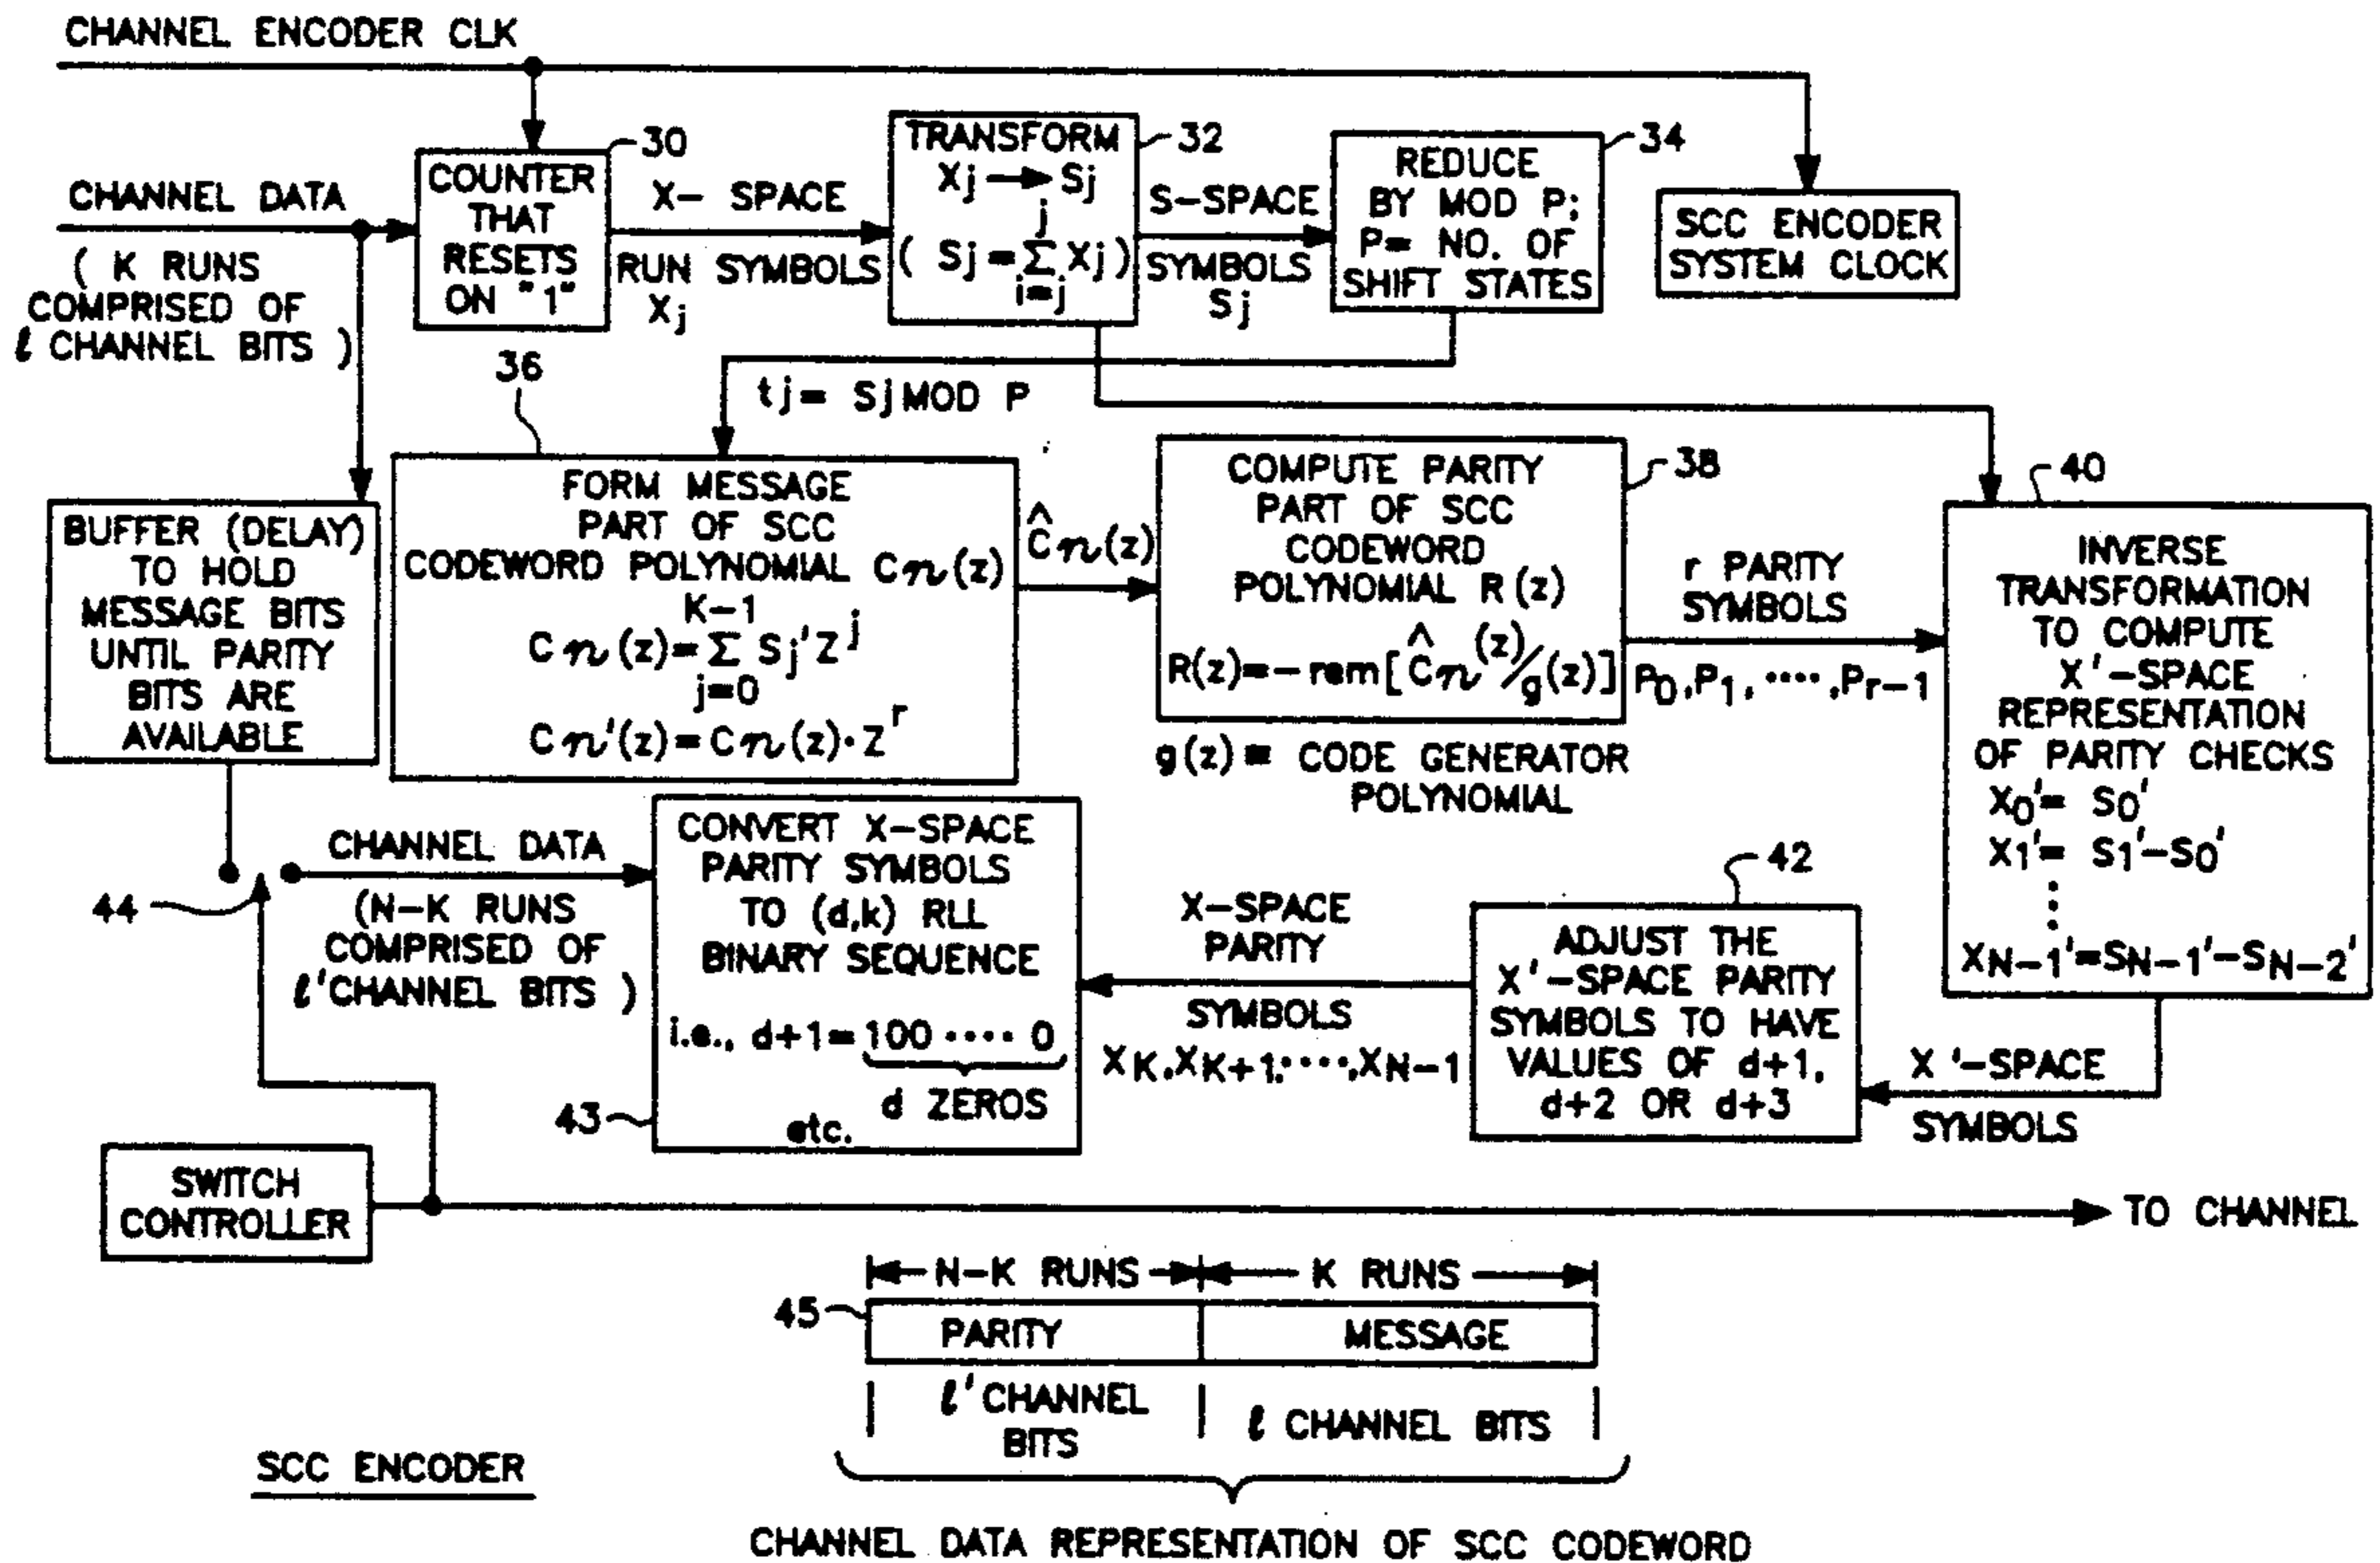 CHANNEL ENCODER CLK
CHANNEL DATA
( K RUNS
COMPRISED OF
ℓ CHANNEL BITS )
30
COUNTER
THAT
RESETS
ON "1"
X- SPACE
RUN SYMBOLS
Xj
32
TRANSFORM
Xj → Sj
j
( Sj = Σ Xj )
i=j
S-SPACE
SYMBOLS
Sj
34
REDUCE
BY MOD P;
P= NO. OF
SHIFT STATES
SCC ENCODER
SYSTEM CLOCK
tj= Sj MOD P
36
FORM MESSAGE
PART OF SCC
CODEWORD POLYNOMIAL Cn(z)
K-1
Cn(z)= Σ Sj'Z^j
j=0
Cn'(z)=Cn(z)·Z^r
Ĉn(z)
38
COMPUTE PARITY
PART OF SCC
CODEWORD
POLYNOMIAL R(z)
R(z)=-rem[Ĉn(z)/g(z)]
g(z) ≡ CODE GENERATOR
POLYNOMIAL
r PARITY
SYMBOLS
P0,P1, ····,Pr-1
40
INVERSE
TRANSFORMATION
TO COMPUTE
X'-SPACE
REPRESENTATION
OF PARITY CHECKS
X0'= S0'
X1'= S1'-S0'
⋮
XN-1'=SN-1'-SN-2'
BUFFER (DELAY)
TO HOLD
MESSAGE BITS
UNTIL PARITY
BITS ARE
AVAILABLE
44
CHANNEL DATA
(N-K RUNS
COMPRISED OF
ℓ'CHANNEL BITS )
CONVERT X-SPACE
PARITY SYMBOLS
TO (d,k) RLL
BINARY SEQUENCE
i.e., d+1= 100 ···· 0
d ZEROS
etc.
43
X-SPACE
PARITY
SYMBOLS
XK,XK+1,····,XN-1
42
ADJUST THE
X'-SPACE PARITY
SYMBOLS TO HAVE
VALUES OF d+1,
d+2 OR d+3
X'-SPACE
SYMBOLS
SWITCH
CONTROLLER
TO CHANNEL
N-K RUNS
K RUNS
45
PARITY
MESSAGE
ℓ'CHANNEL
BITS
ℓ CHANNEL BITS
SCC ENCODER
CHANNEL DATA REPRESENTATION OF SCC CODEWORD